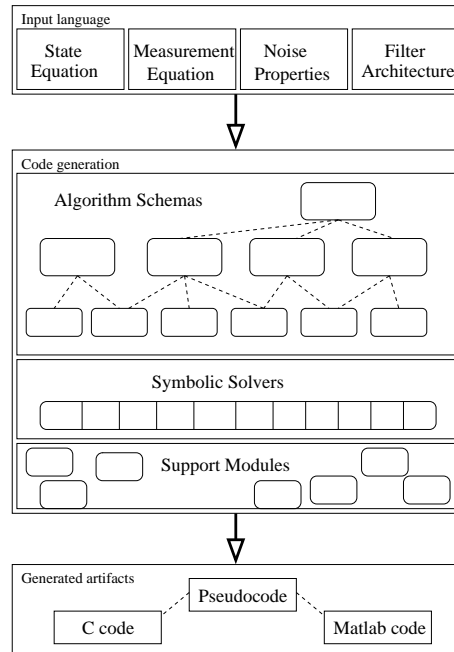 Input language
State
Equation
Measurement
Equation
Noise
Properties
Filter
Architecture
Code generation
Algorithm Schemas
Symbolic Solvers
Support Modules
Generated artifacts
Pseudocode
C code
Matlab code